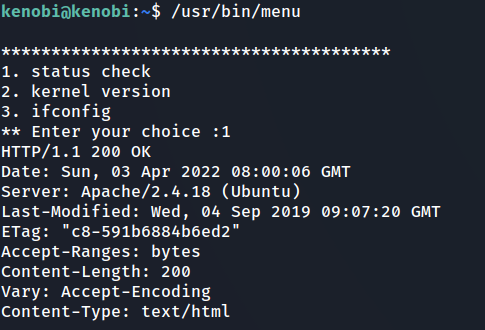 kenobi@kenobi:~$ /usr/bin/menu
***************************************
1. status check
2. kernel version
3. ifconfig
** Enter your choice :1
HTTP/1.1 200 OK
Date: Sun, 03 Apr 2022 08:00:06 GMT
Server: Apache/2.4.18 (Ubuntu)
Last-Modified: Wed, 04 Sep 2019 09:07:20 GMT
ETag: "c8-591b6884b6ed2"
Accept-Ranges: bytes
Content-Length: 200
Vary: Accept-Encoding
Content-Type: text/html